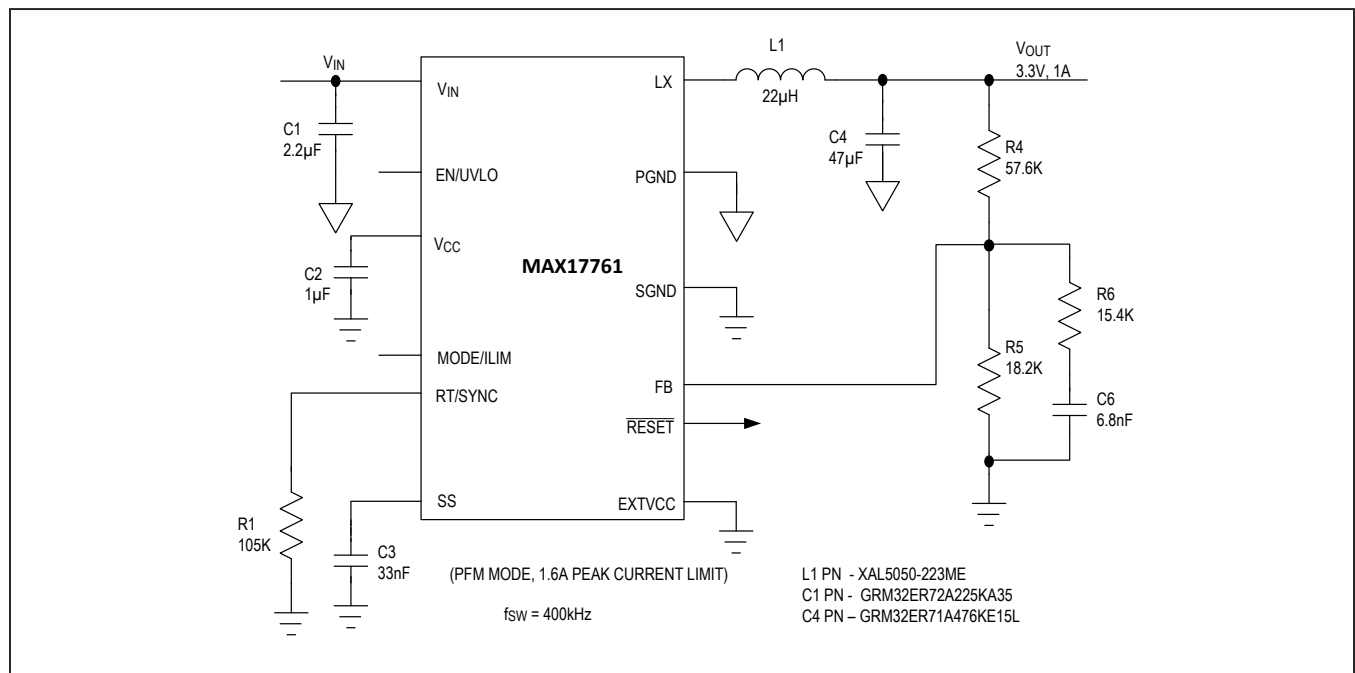 VIN
C1
2.2µF
VIN
EN/UVLO
VCC
C2
1µF
MODE/ILIM
RT/SYNC
R1
105K
SS
C3
33nF
MAX17761
LX
PGND
SGND
FB
RESET
EXTVCC
L1
22µH
VOUT
3.3V, 1A
C4
47µF
R4
57.6K
R5
18.2K
R6
15.4K
C6
6.8nF
(PFM MODE, 1.6A PEAK CURRENT LIMIT)
fSW = 400kHz
L1 PN - XAL5050-223ME
C1 PN - GRM32ER72A225KA35
C4 PN – GRM32ER71A476KE15L